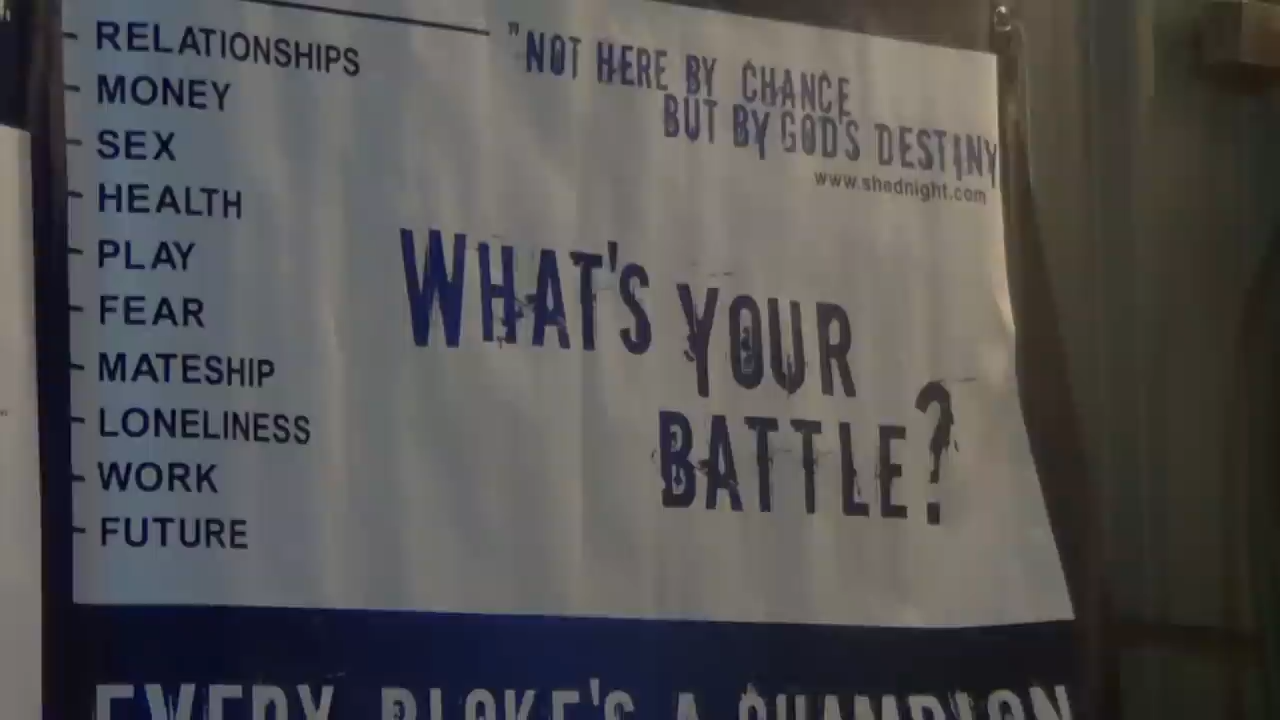 - RELATIONSHIPS
- MONEY
- SEX
- HEALTH
- PLAY
- FEAR
- MATESHIP
- LONELINESS
- WORK
- FUTURE
"NOT HERE BY CHANCE
BUT BY GOD'S DESTINY
www.shednight.com
WHAT'S YOUR
BATTLE?
EVERY BLOKE'S A CHAMPION